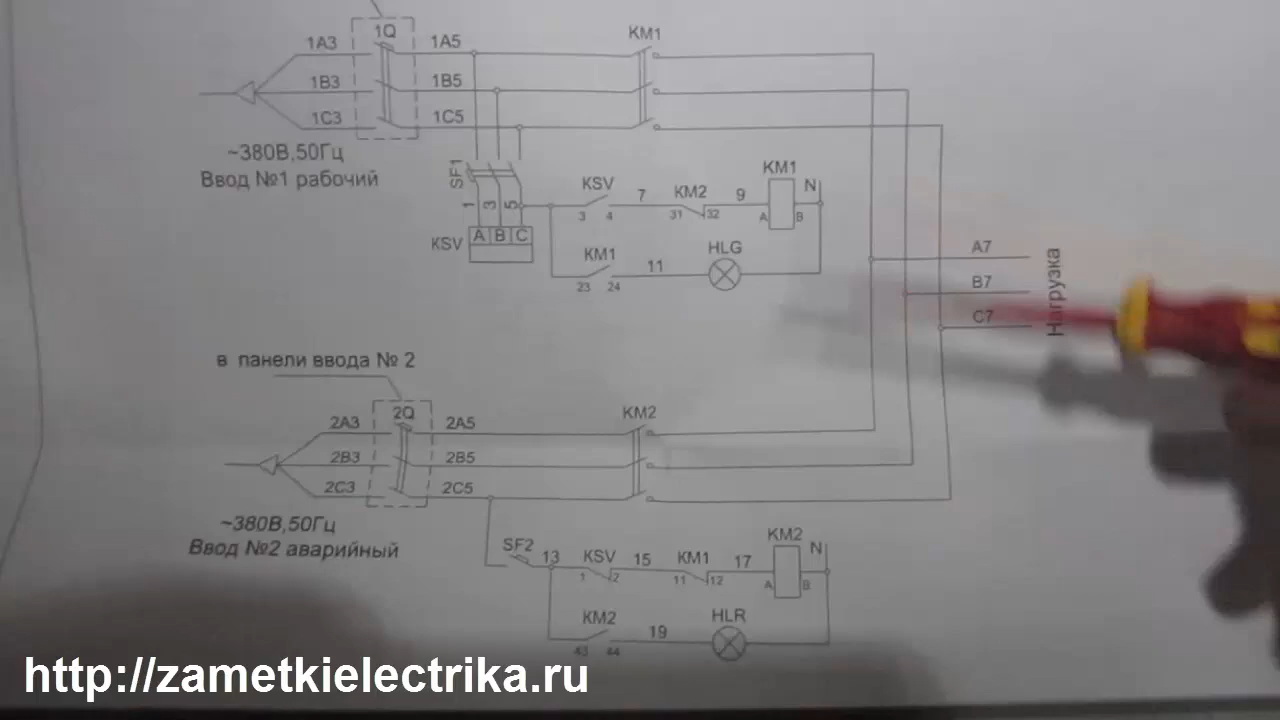 1Q
KM1
1A3
1A5
1B3
1B5
1C3
1C5
~380В,50Гц
Ввод №1 рабочий
SF1
1
3
5
KSV
A B C
KSV
3 4
7
KM2
31 32
9
KM1
A B
N
KM1
23 24
11
HLG
A7
B7
C7
Нагрузка
в панели ввода № 2
2Q
KM2
2A3
2A5
2B3
2B5
2C3
2C5
~380В,50Гц
Ввод №2 аварийный
SF2
13
KSV
1 2
15
KM1
11 12
17
KM2
A B
N
KM2
43 44
19
HLR
http://zametkielectrika.ru